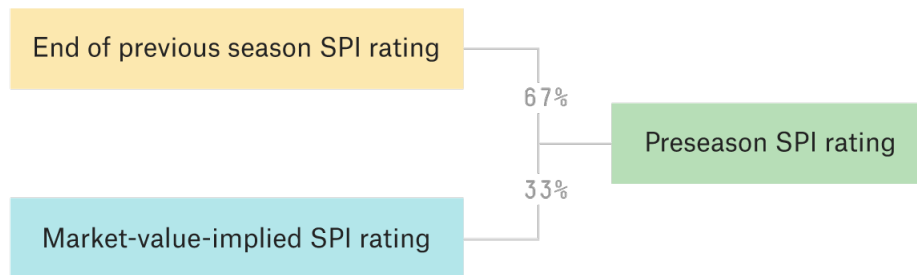 End of previous season SPI rating
67%
Preseason SPI rating
33%
Market-value-implied SPI rating